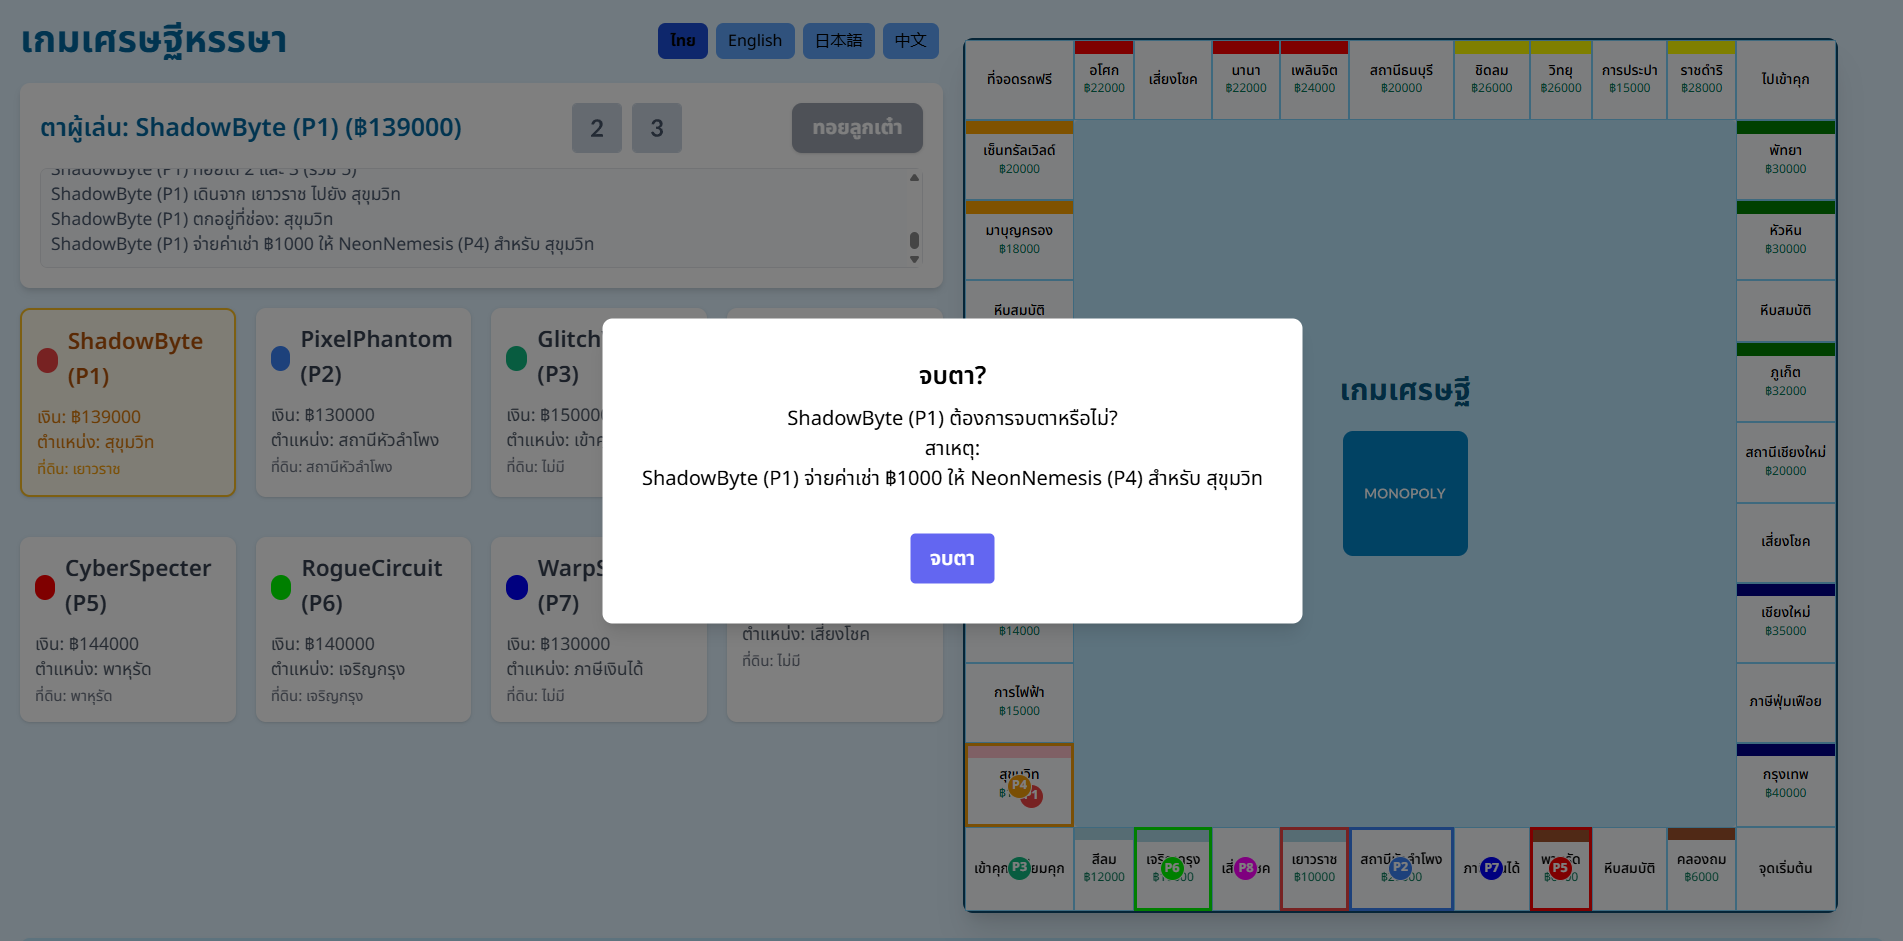 เกมเศรษฐีหรรษา
ไทย
English
日本語
中文
ตาผู้เล่น: ShadowByte (P1) (฿139000)
2
3
ทอยลูกเต๋า
ShadowByte (P1) ทอยได้ 2 และ 3 (รวม 5)
ShadowByte (P1) เดินจาก เยาวราช ไปยัง สุขุมวิท
ShadowByte (P1) ตกอยู่ที่ช่อง: สุขุมวิท
ShadowByte (P1) จ่ายค่าเช่า ฿1000 ให้ NeonNemesis (P4) สำหรับ สุขุมวิท
ShadowByte
(P1)
เงิน: ฿139000
ตำแหน่ง: สุขุมวิท
ที่ดิน: เยาวราช
PixelPhantom
(P2)
เงิน: ฿130000
ตำแหน่ง: สถานีหัวลำโพง
ที่ดิน: สถานีหัวลำโพง
Glitch
(P3)
เงิน: ฿150000
ตำแหน่ง:
ที่ดิน: ไม่มี
CyberSpecter
(P5)
เงิน: ฿144000
ตำแหน่ง: พาหุรัด
ที่ดิน: พาหุรัด
RogueCircuit
(P6)
เงิน: ฿140000
ตำแหน่ง: เจริญกรุง
ที่ดิน: เจริญกรุง
WarpS
(P7)
เงิน: ฿130000
ตำแหน่ง: ภาษีเงินได้
ที่ดิน: ไม่มี
ตำแหน่ง: เสี่ยงโชค
ที่ดิน: ไม่มี
จบตา?
ShadowByte (P1) ต้องการจบตาหรือไม่?
สาเหตุ:
ShadowByte (P1) จ่ายค่าเช่า ฿1000 ให้ NeonNemesis (P4) สำหรับ สุขุมวิท
จบตา
ที่จอดรถฟรี
อโศก
฿22000
เสี่ยงโชค
นานา
฿22000
เพลินจิต
฿24000
สถานีธนบุรี
฿20000
ชิดลม
฿26000
วิทยุ
฿26000
การประปา
฿15000
ราชดำริ
฿28000
ไปเข้าคุก
เซ็นทรัลเวิลด์
฿20000
พัทยา
฿30000
มาบุญครอง
฿18000
หัวหิน
฿30000
หีบสมบัติ
หีบสมบัติ
ภูเก็ต
฿32000
เกมเศรษฐี
MONOPOLY
สถานีเชียงใหม่
฿20000
เสี่ยงโชค
฿14000
เชียงใหม่
฿35000
การไฟฟ้า
฿15000
ภาษีฟุ่มเฟือย
สุขุมวิท
P4
P1
กรุงเทพ
฿40000
เข้าคุก
P3
สีลม
฿12000
เจริญกรุง
P6
P8
เยาวราช
฿10000
สถานีหัวลำโพง
P2
P7
พาหุรัด
P5
หีบสมบัติ
คลองถม
฿6000
จุดเริ่มต้น